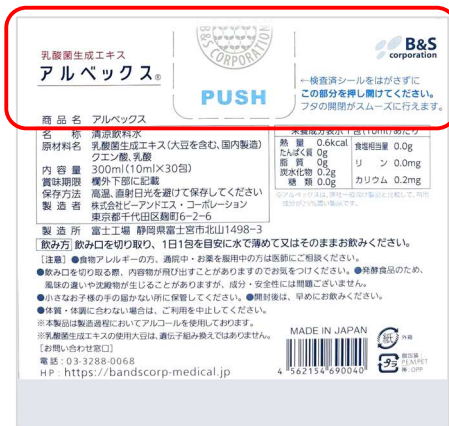 乳酸菌生成エキス
アルベックス®
B&S CORPORATION
PUSH
B&S
corporation
←検査済シールをはがさずに
この部分を押し開けてください。
フタの開閉がスムーズに行えます。
商品名 アルベックス
名称 清涼飲料水
原材料名 乳酸菌生成エキス(大豆を含む、国内製造)
クエン酸、乳酸
内容量 300ml(10ml×30包)
賞味期限 欄外下部に記載
保存方法 高温、直射日光を避けて保存してください
製造者 株式会社ビーアンドエス・コーポレーション
東京都千代田区麹町6-2-6
製造所 富士工場 静岡県富士宮市北山1498-3
栄養成分表示 1包(10ml)あたり
熱量 0.6kcal 食塩相当量 0.0g
たんぱく質 0g
脂質 0g リン 0.0mg
炭水化物 0.2g
糖類 0.0g カリウム 0.2mg
飲み方 飲み口を切り取り、1日1包を目安に水で薄めて又はそのままお飲みください。
[注意] ●食物アレルギーの方、通院中・お薬を服用中の方は医師にご相談ください。
●飲み口を切り取る際、内容物が飛び出すことがありますのでお気をつけください。●発酵食品のため、
風味の違いや沈殿物が生じることがありますが、成分・安全性には問題ございません。
●小さなお子様の手の届かない所に保管してください。●開封後は、早めにお飲みください。
●体質・体調に合わない場合は、ご利用を中止してください。
※本製品は製造過程においてアルコールを使用しております。
※乳酸菌生成エキスの使用大豆は、遺伝子組み換えではありません。
[お問い合わせ窓口]
電話:03-3288-0068
HP:https://bandscorp-medical.jp
MADE IN JAPAN
4 562154 690040
紙 外箱
プラ 個包装:PE,M,PET
袋:OPP